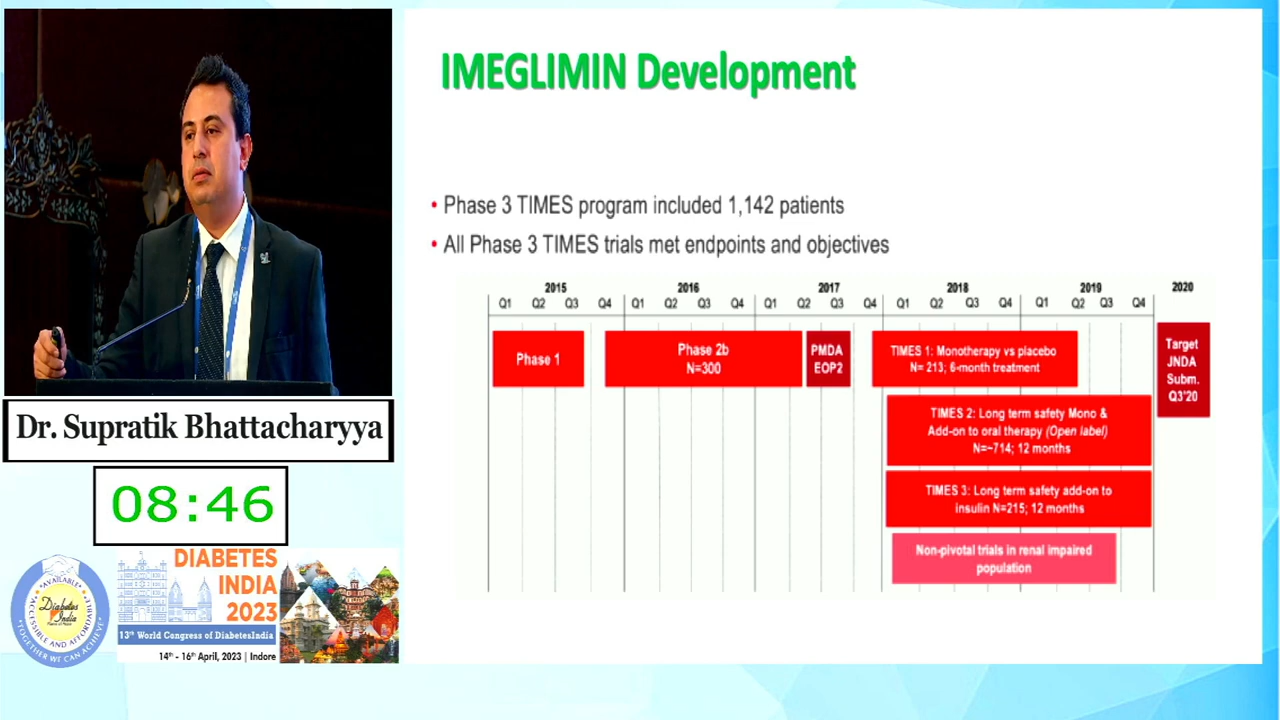 IMEGLIMIN Development
• Phase 3 TIMES program included 1,142 patients
• All Phase 3 TIMES trials met endpoints and objectives
2015 2016 2017 2018 2019 2020
Q1 Q2 Q3 Q4 Q1 Q2 Q3 Q4 Q1 Q2 Q3 Q4 Q1 Q2 Q3 Q4 Q1 Q2 Q3 Q4
Phase 1
Phase 2b
N=300
PMDA
EOP2
TIMES 1: Monotherapy vs placebo
N= 213; 6-month treatment
Target
JNDA
Subm.
Q3'20
TIMES 2: Long term safety Mono &
Add-on to oral therapy (Open label)
N=~714; 12 months
TIMES 3: Long term safety add-on to
insulin N=215; 12 months
Non-pivotal trials in renal impaired
population
Dr. Supratik Bhattacharyya
08:46
AVAILABLE
ACCESSIBLE AND AFFORDABLE
Diabetes
India
TOGETHER WE CAN ACHIEVE
DIABETES
INDIA
2023
13th World Congress of DiabetesIndia
14th - 16th April, 2023 | Indore